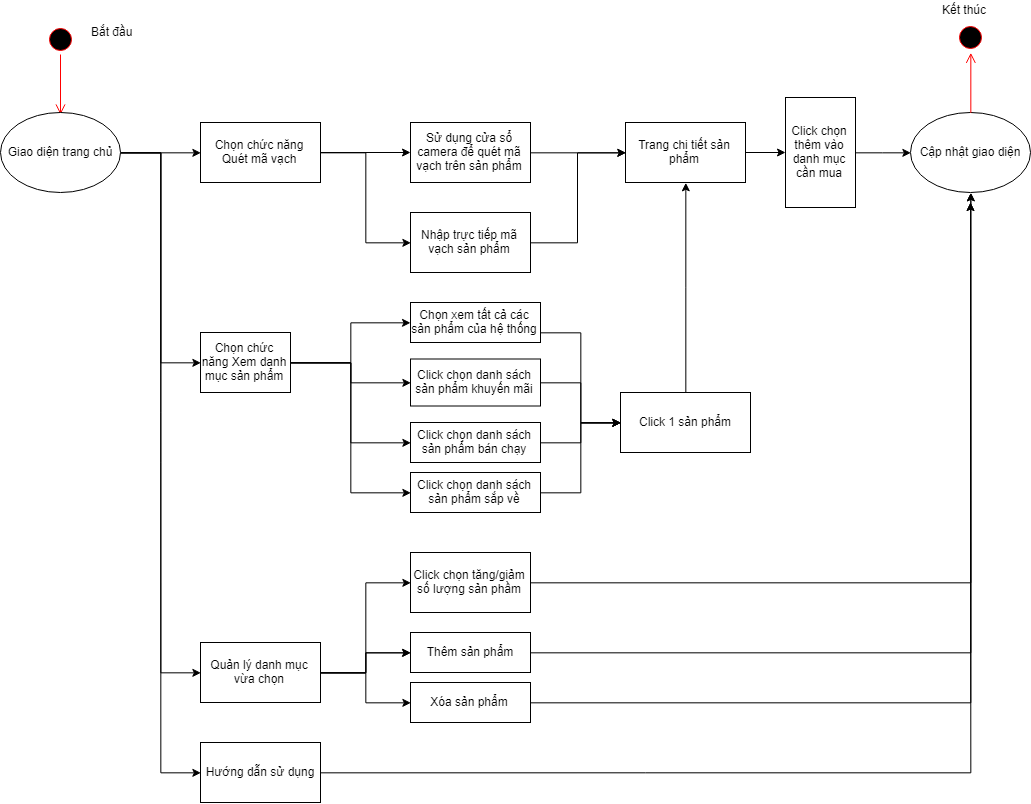 Kết thúc
Bắt đầu
Giao diện trang chủ
Chọn chức năng
Quét mã vạch
Sử dụng cửa sổ
camera để quét mã
vạch trên sản phẩm
Trang chi tiết sản
phẩm
Click chọn
thêm vào
danh mục
cần mua
Cập nhật giao diện
Nhập trực tiếp mã
vạch sản phẩm
Chọn chức
năng Xem danh
mục sản phẩm
Chọn xem tất cả các
sản phẩm của hệ thống
Click chọn danh sách
sản phẩm khuyến mãi
Click chọn danh sách
sản phẩm bán chạy
Click chọn danh sách
sản phẩm sắp về
Click 1 sản phẩm
Click chọn tăng/giảm
số lượng sản phầm
Quản lý danh mục
vừa chọn
Thêm sản phẩm
Xóa sản phẩm
Hướng dẫn sử dụng